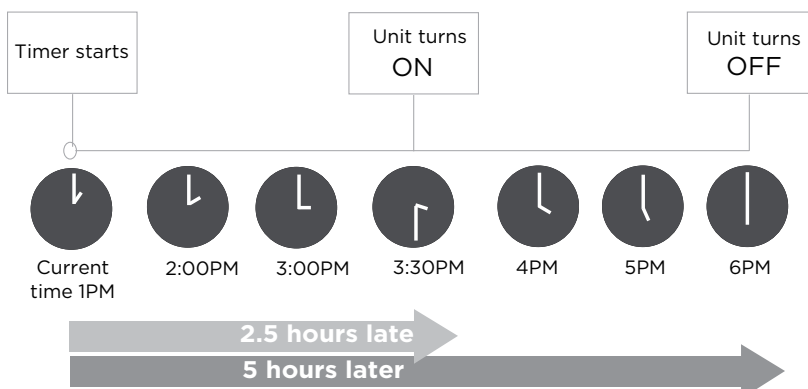 Timer starts
Unit turns
ON
Unit turns
OFF
Current
time 1PM
2:00PM
3:00PM
3:30PM
4PM
5PM
6PM
2.5 hours late
5 hours later